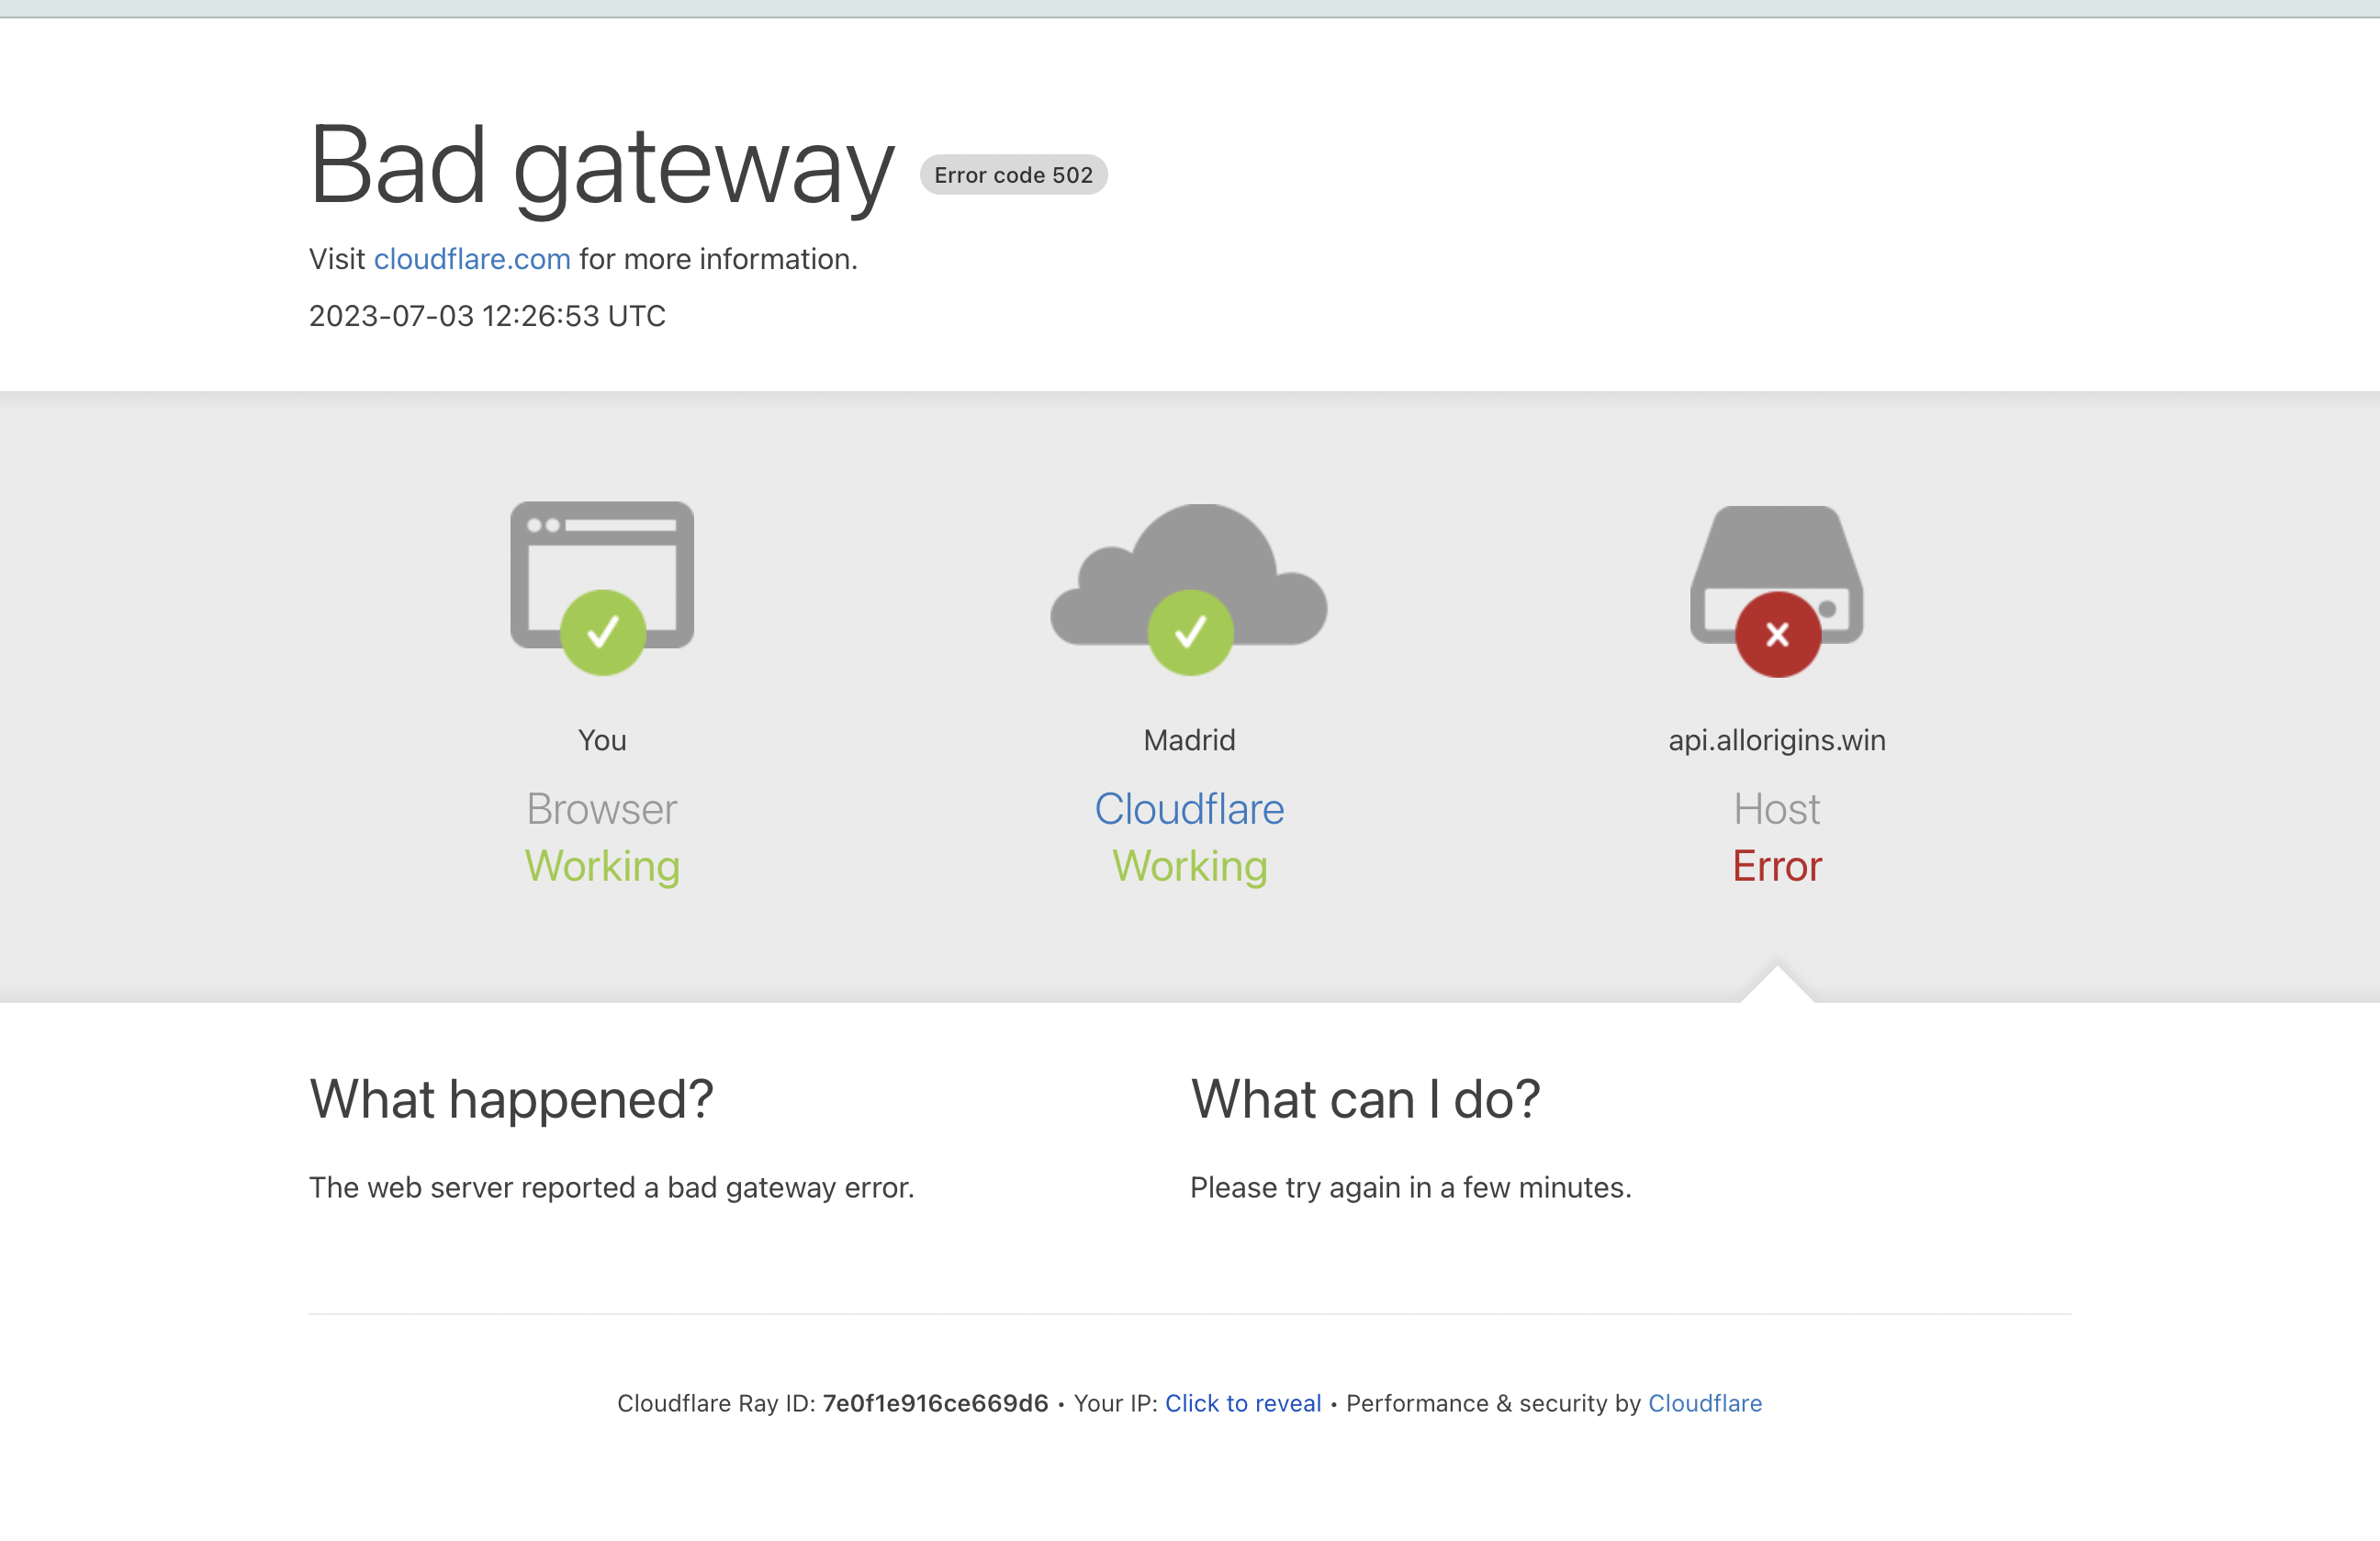 Bad gateway Error code 502
Visit cloudflare.com for more information.
2023-07-03 12:26:53 UTC
You
Browser
Working
Madrid
Cloudflare
Working
api.allorigins.win
Host
Error
What happened?
The web server reported a bad gateway error.
What can I do?
Please try again in a few minutes.
Cloudflare Ray ID: 7e0f1e916ce669d6 • Your IP: Click to reveal • Performance & security by Cloudflare